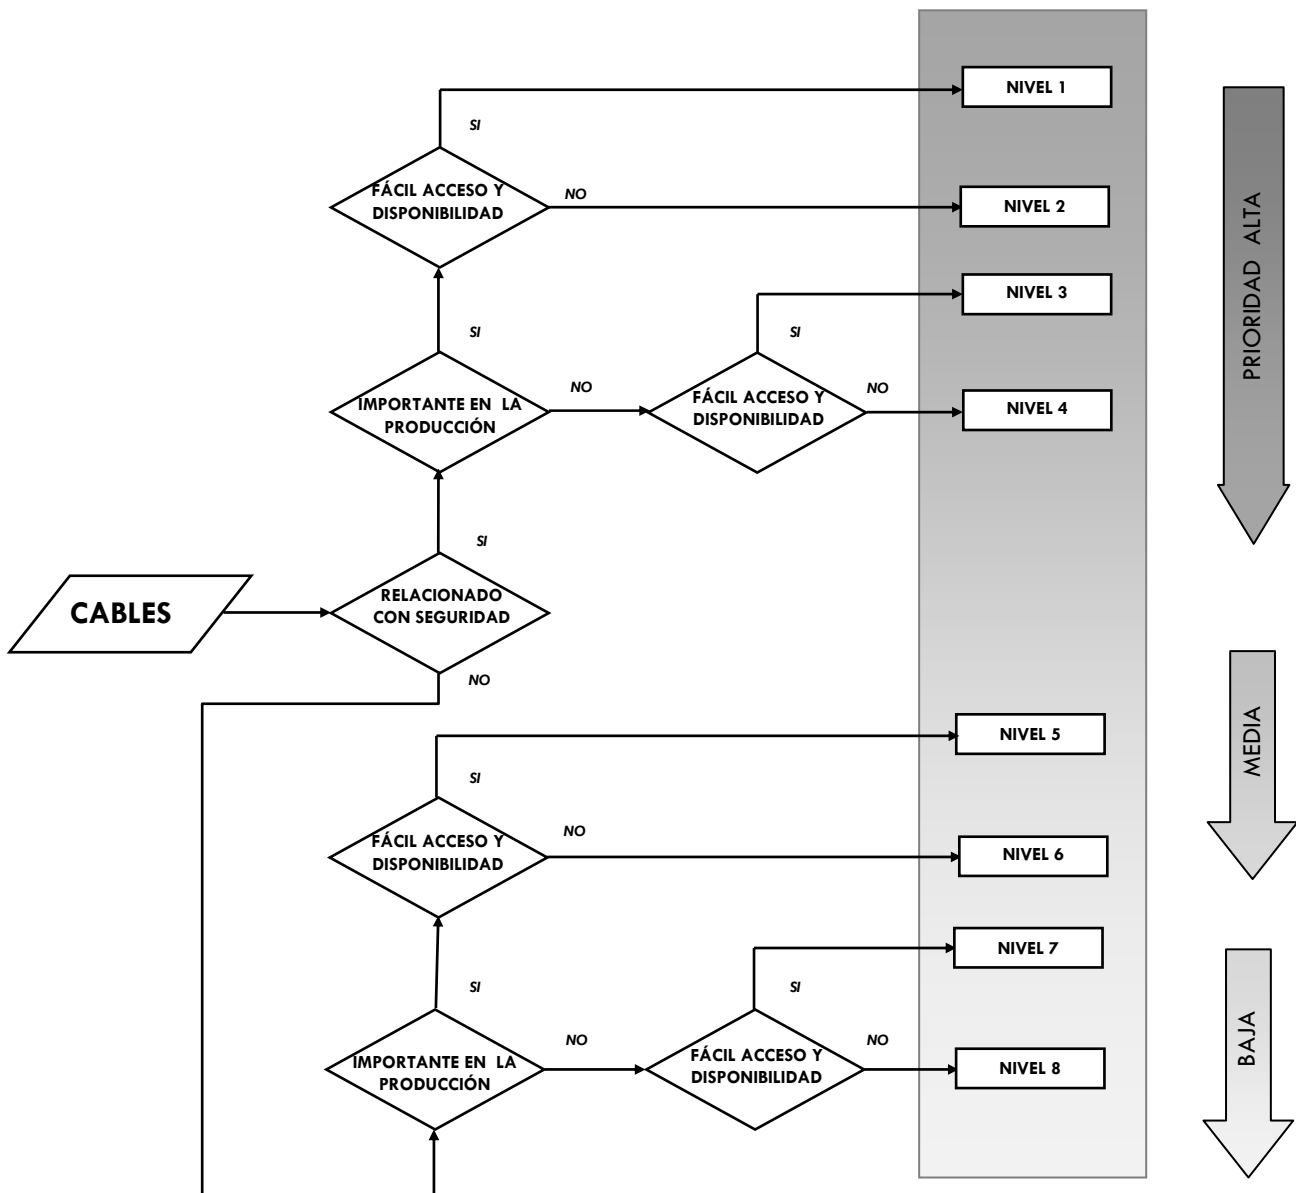 NIVEL 1
SI
FÁCIL ACCESO Y
DISPONIBILIDAD
NO
NIVEL 2
PRIORIDAD ALTA
NIVEL 3
SI
SI
IMPORTANTE EN LA
PRODUCCIÓN
NO
FÁCIL ACCESO Y
DISPONIBILIDAD
NO
NIVEL 4
SI
CABLES
RELACIONADO
CON SEGURIDAD
NO
NIVEL 5
MEDIA
SI
FÁCIL ACCESO Y
DISPONIBILIDAD
NO
NIVEL 6
NIVEL 7
SI
SI
IMPORTANTE EN LA
PRODUCCIÓN
NO
FÁCIL ACCESO Y
DISPONIBILIDAD
NO
NIVEL 8
BAJA